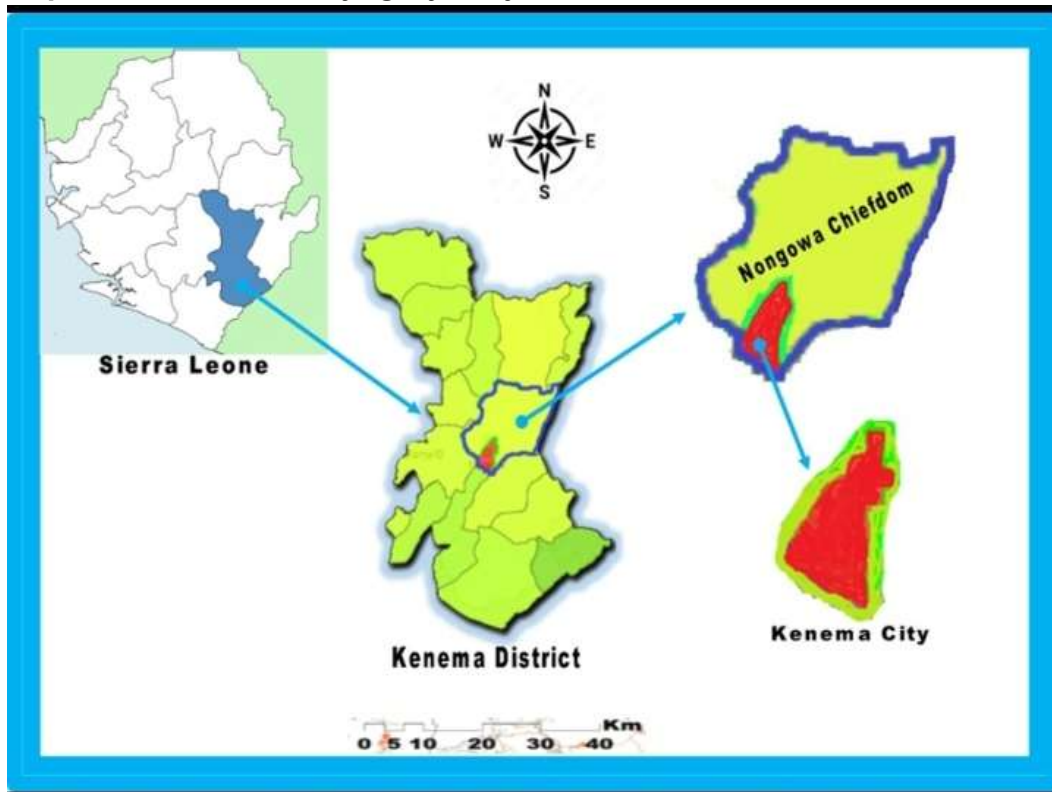 N
W E
S
Nongowa Chiefdom
Sierra Leone
Kenema City
Kenema District
Km
0 5 10 20 30 40